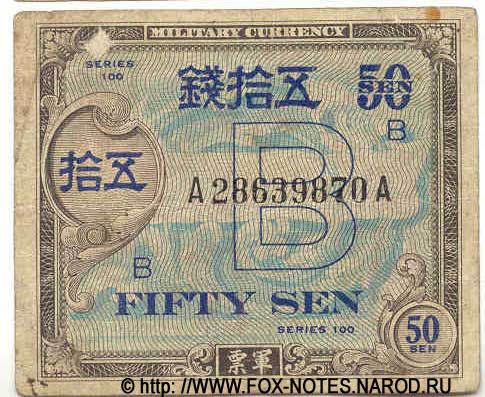 MILITARY CURRENCY
SERIES 100
錢拾五
50 SEN
B
拾五
B
A28639870A
B
FIFTY SEN
SERIES 100
50 SEN
票軍
© http://WWW.FOX-NOTES.NAROD.RU